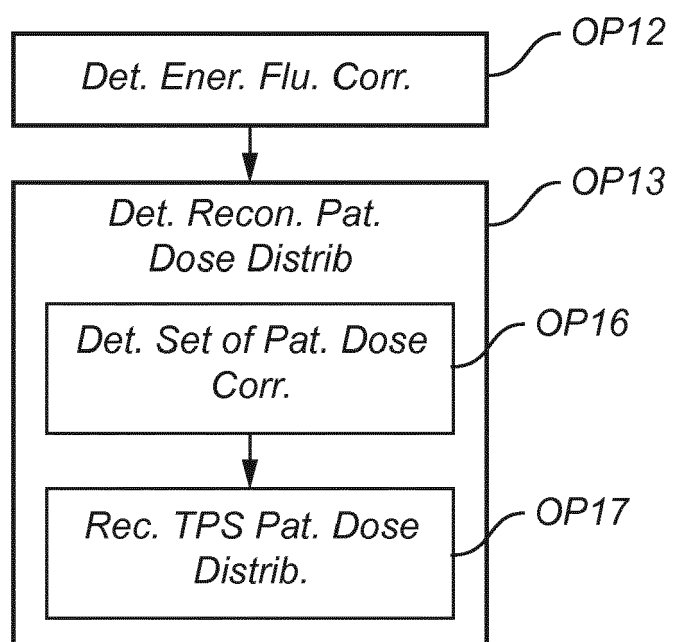 OP12
Det. Ener. Flu. Corr.
OP13
Det. Recon. Pat.
Dose Distrib
OP16
Det. Set of Pat. Dose
Corr.
OP17
Rec. TPS Pat. Dose
Distrib.